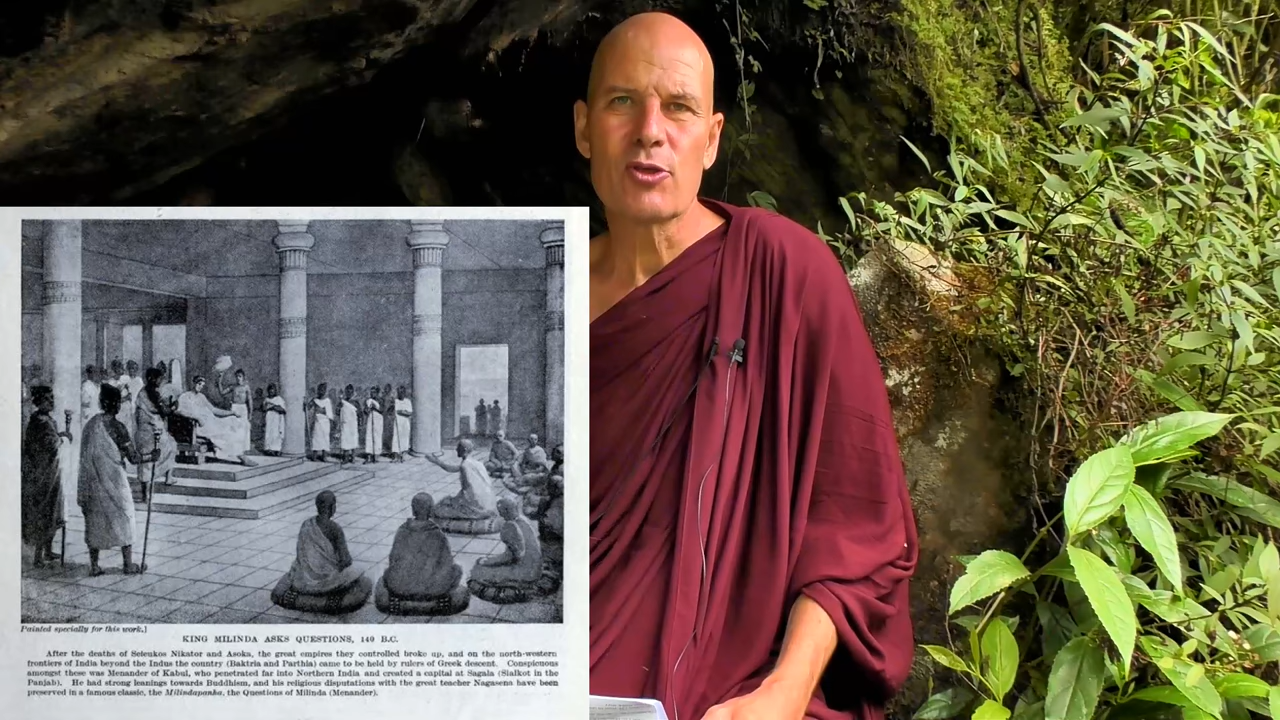 Painted specially for this work.]
KING MILINDA ASKS QUESTIONS, 140 B.C.
After the deaths of Seleukos Nikator and Asoka, the great empires they controlled broke up, and on the north-western
frontiers of India beyond the Indus the country (Baktria and Parthia) came to be held by rulers of Greek descent. Conspicuous
amongst these was Menander of Kabul, who penetrated far into Northern India and created a capital at Sagala (Sialkot in the
Panjab). He had strong leanings towards Buddhism, and his religious disputations with the great teacher Nagasena have been
preserved in a famous classic, the Milindapanha, the Questions of Milinda (Menander).